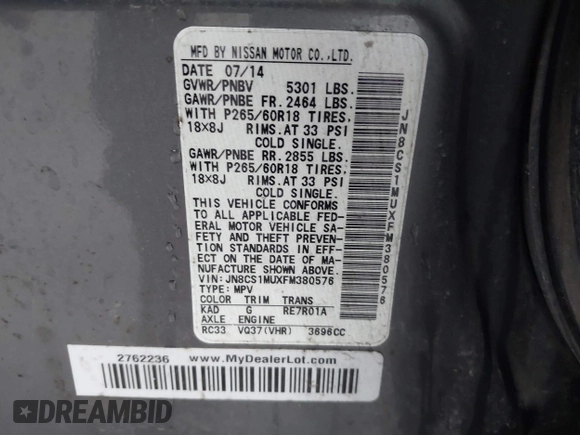 MFD BY NISSAN MOTOR CO.,LTD.
DATE 07/14
GVWR/PNBV 5301 LBS.
GAWR/PNBE FR. 2464 LBS.
WITH P265/60R18 TIRES.
18X8J RIMS. AT 33 PSI
COLD SINGLE.
GAWR/PNBE RR. 2855 LBS.
WITH P265/60R18 TIRES.
18X8J RIMS. AT 33 PSI
COLD SINGLE.
THIS VEHICLE CONFORMS
TO ALL APPLICABLE FED-
ERAL MOTOR VEHICLE SA-
FETY AND THEFT PREVEN-
TION STANDARDS IN EFF-
ECT ON THE DATE OF MA-
NUFACTURE SHOWN ABOVE.
VIN: JN8CS1MUXFM380576
TYPE: MPV
COLOR TRIM TRANS
KAD G RE7R01A
AXLE ENGINE
RC33 VQ37(VHR) 3696CC
JN8CS1MUXFM380576
2762236 www.MyDealerLot.com
DREAMBID